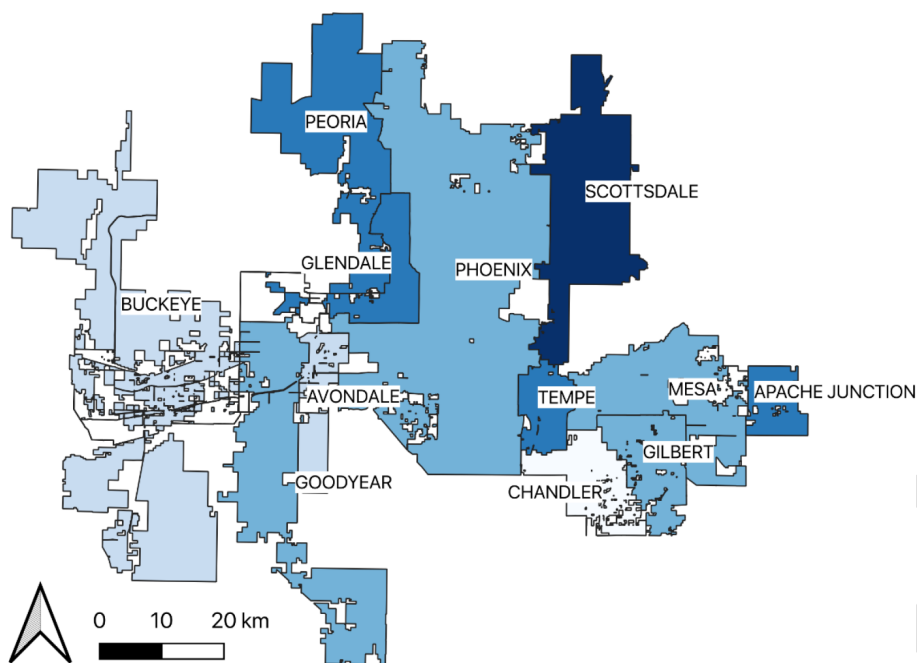 PEORIA
SCOTTSDALE
GLENDALE
PHOENIX
BUCKEYE
AVONDALE
TEMPE
MESA
APACHE JUNCTION
GILBERT
GOODYEAR
CHANDLER
0 10 20 km